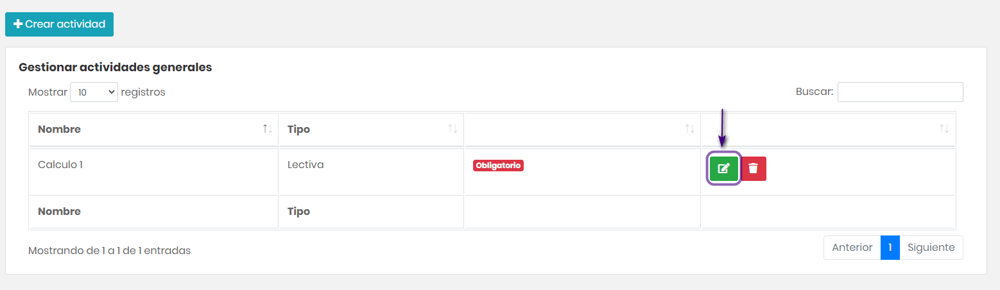 Crear actividad
Gestionar actividades generales
Mostrar 10 registros
Buscar:
Nombre Tipo
Calculo 1 Lectiva Obligatorio
Nombre Tipo
Mostrando de 1 a 1 de 1 entradas
Anterior 1 Siguiente